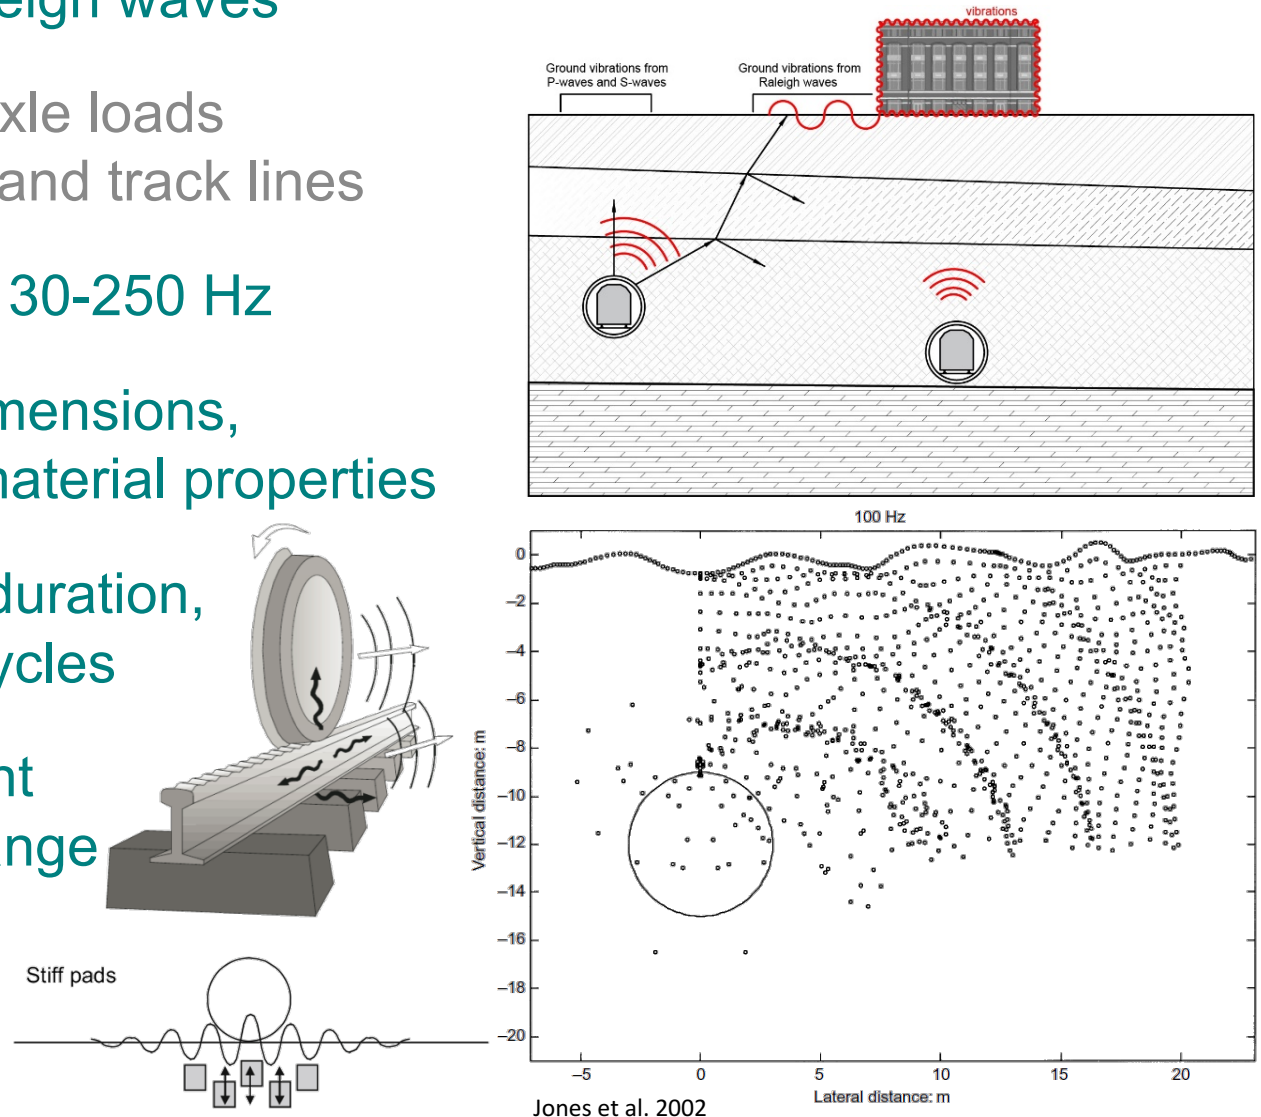 eigh waves
xle loads
and track lines
30-250 Hz
mensions,
material properties
duration,
ycles
nt
ange
Stiff pads
vibrations
Ground vibrations from
P-waves and S-waves
Ground vibrations from
Raleigh waves
100 Hz
0
−2
−4
−6
−8
−10
−12
−14
−16
−18
−20
Vertical distance: m
−5
0
5
10
15
20
Lateral distance: m
Jones et al. 2002